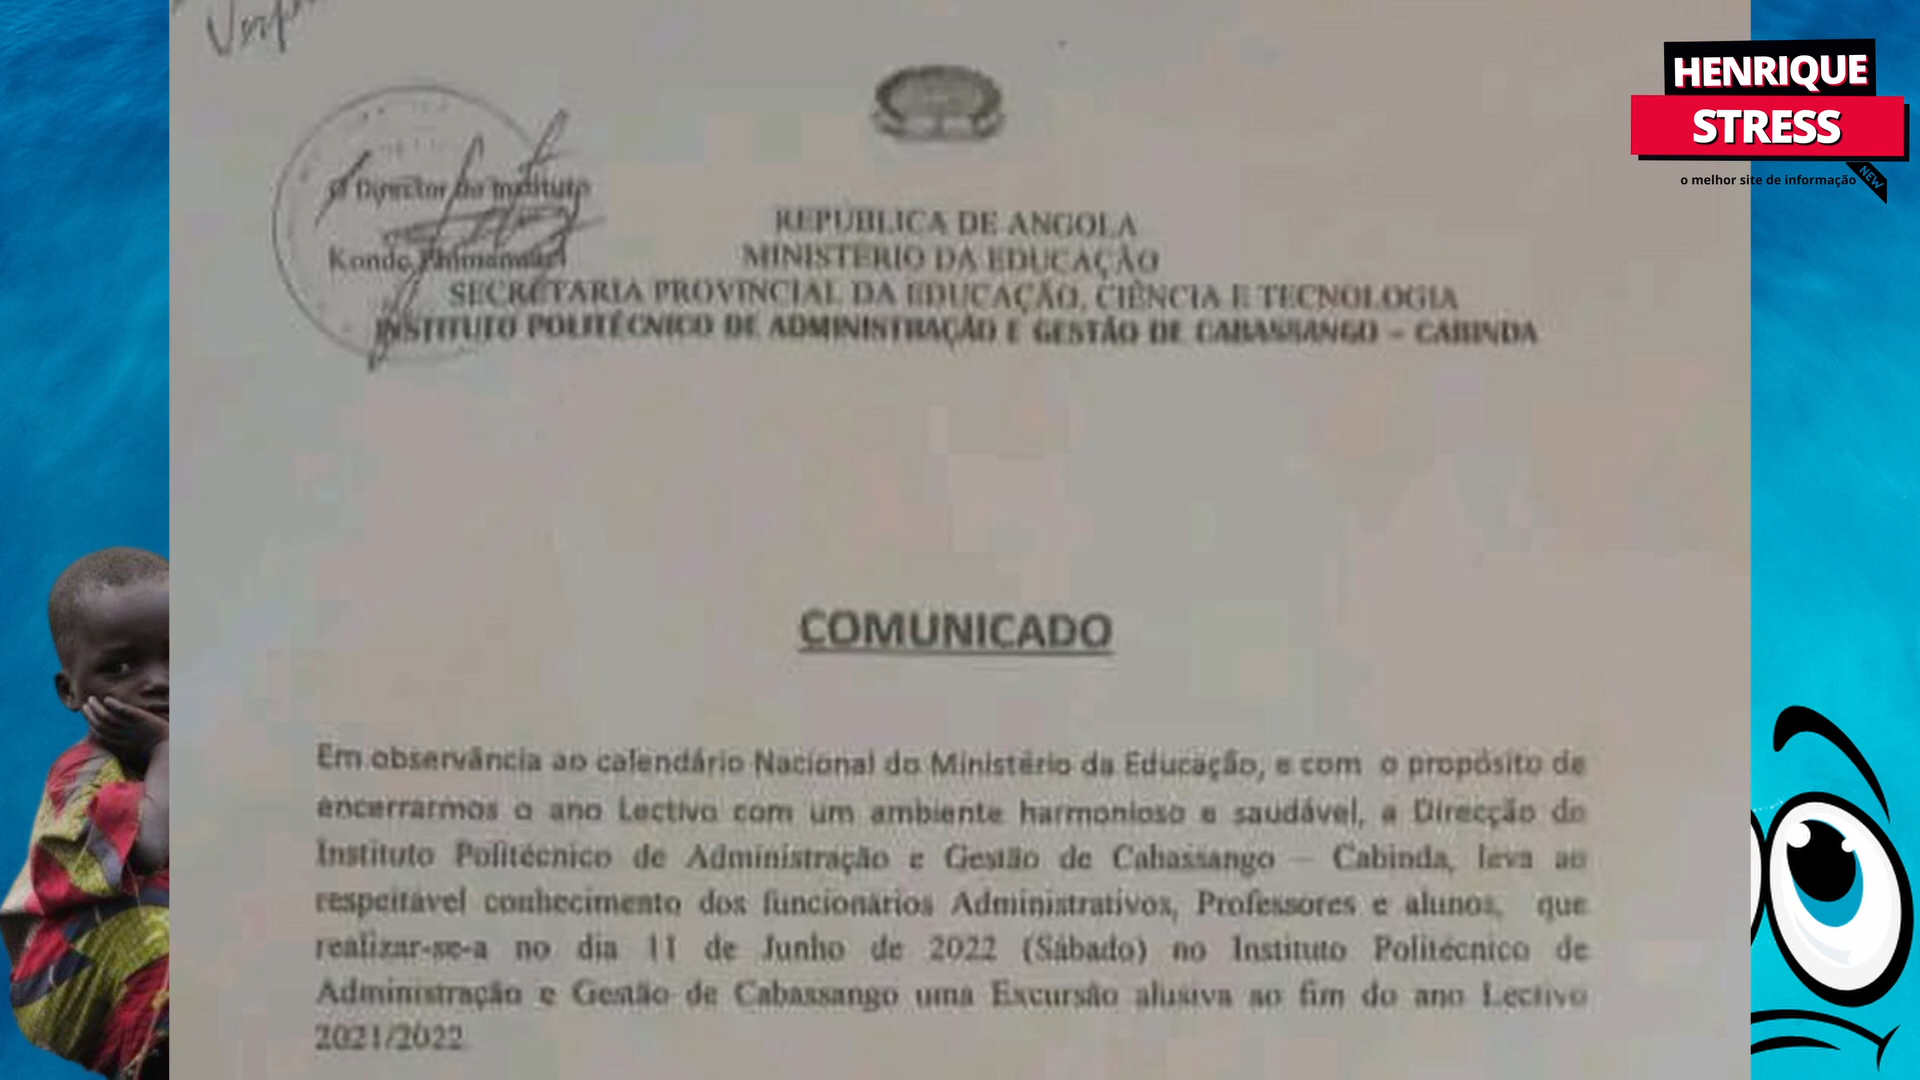 HENRIQUE
STRESS
o melhor site de informação
NEW
O Director do Instituto
REPÚBLICA DE ANGOLA
MINISTÉRIO DA EDUCAÇÃO
SECRETARIA PROVINCIAL DA EDUCAÇÃO, CIÊNCIA E TECNOLOGIA
INSTITUTO POLITÉCNICO DE ADMINISTRAÇÃO E GESTÃO DE CABASSANGO – CABINDA
COMUNICADO
Em observância ao calendário Nacional do Ministério da Educação, e com o propósito de
encerrarmos o ano Lectivo com um ambiente harmonioso e saudável, a Direcção do
Instituto Politécnico de Administração e Gestão de Cabassango – Cabinda, leva ao
respeitável conhecimento dos funcionários Administrativos, Professores e alunos, que
realizar-se-a no dia 11 de Junho de 2022 (Sábado) no Instituto Politécnico de
Administração e Gestão de Cabassango uma Excursão alusiva ao fim do ano Lectivo
2021/2022